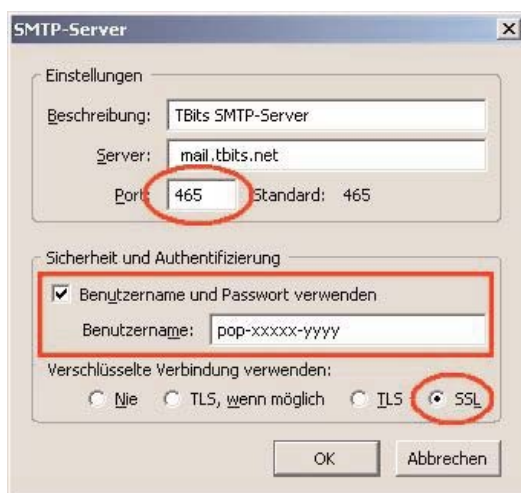 SMTP-Server
Einstellungen
Beschreibung: TBits SMTP-Server
Server: mail.tbits.net
Port: 465 Standard: 465
Sicherheit und Authentifizierung
Benutzername und Passwort verwenden
Benutzername: pop-xxxxx-yyyy
Verschlüsselte Verbindung verwenden:
Nie TLS, wenn möglich TLS SSL
OK Abbrechen